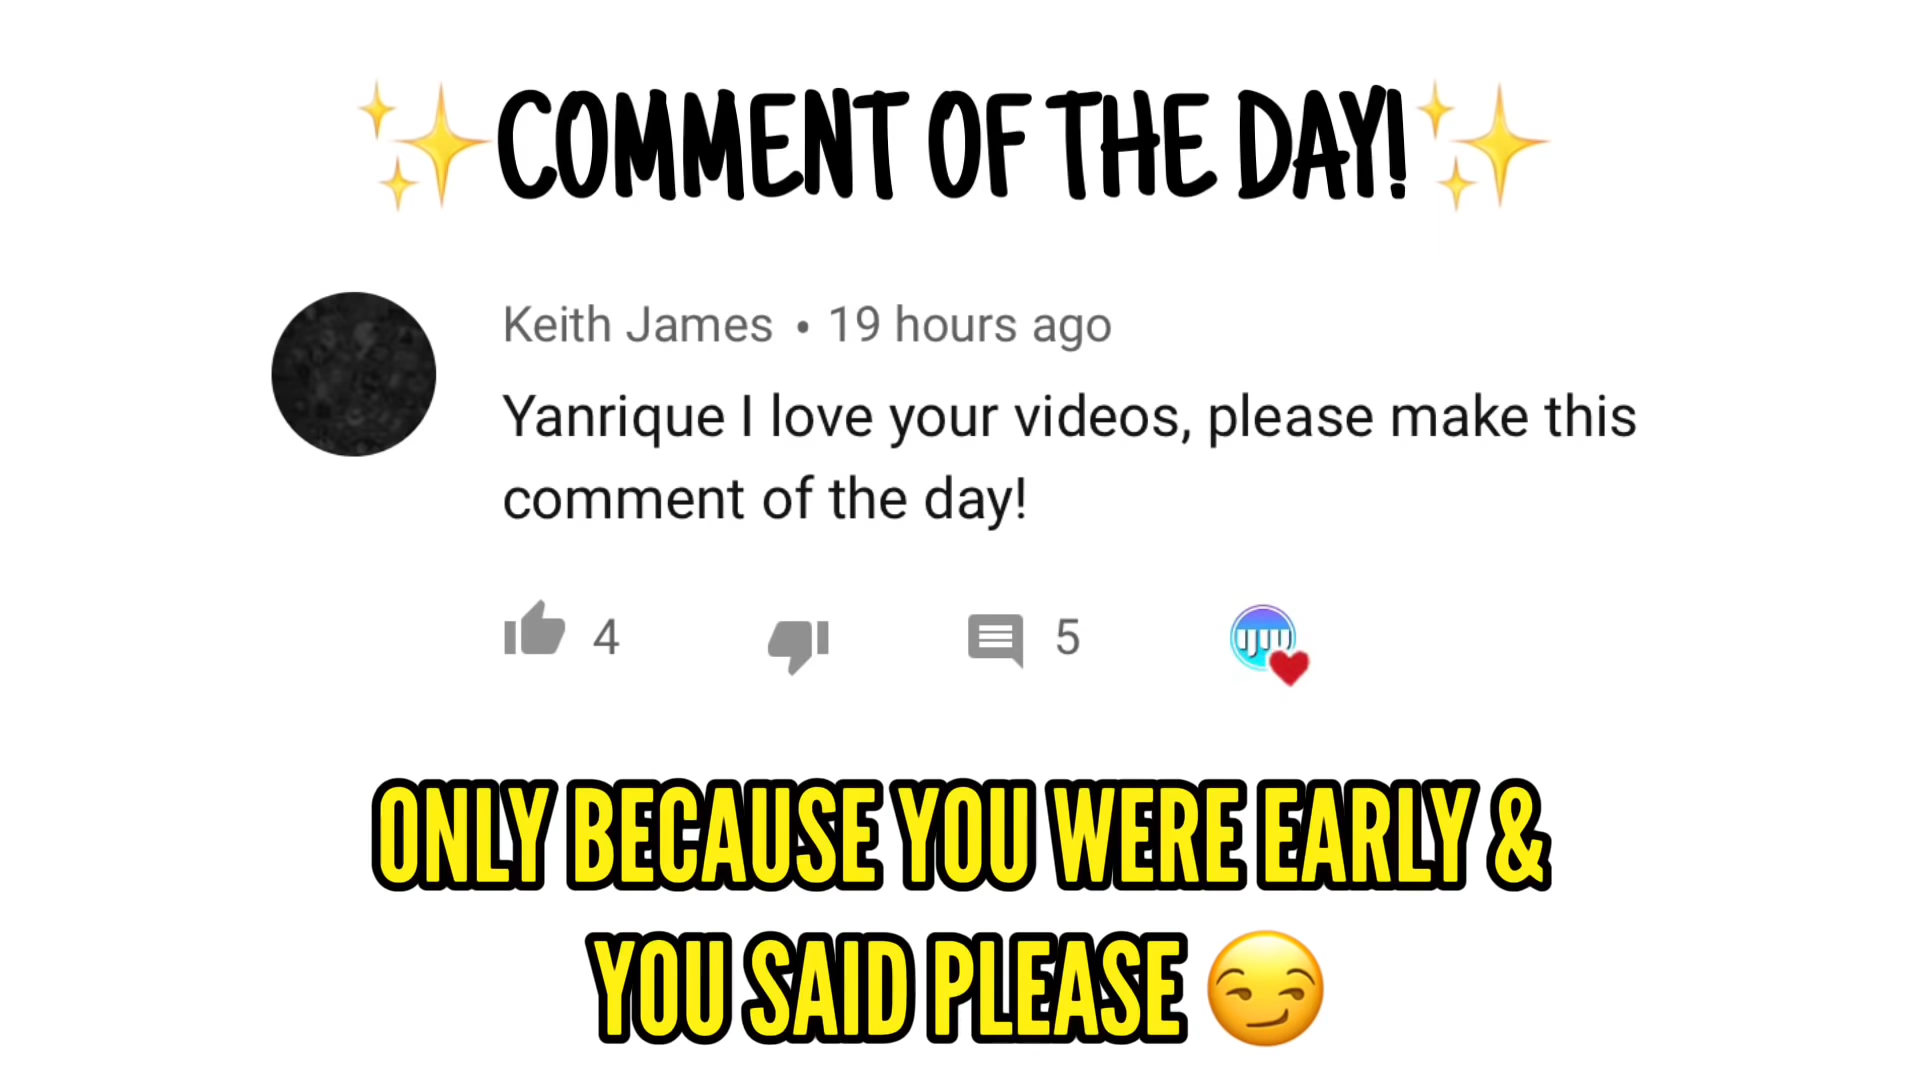 ✨COMMENT OF THE DAY!✨
Keith James • 19 hours ago
Yanrique I love your videos, please make this
comment of the day!
4 5
ONLY BECAUSE YOU WERE EARLY &
YOU SAID PLEASE 😏